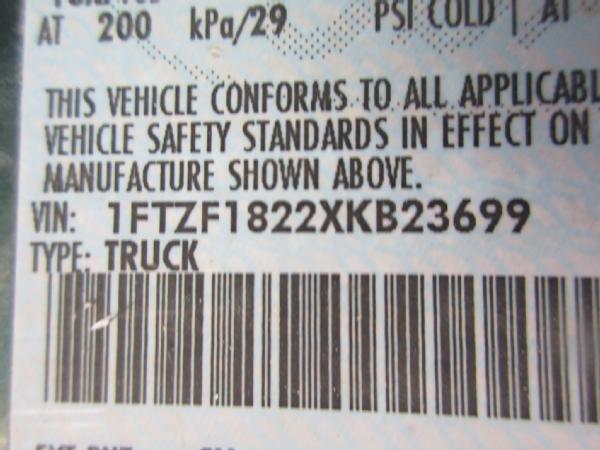 AT 200 kPa/29 PSI COLD AT
THIS VEHICLE CONFORMS TO ALL APPLICABL
VEHICLE SAFETY STANDARDS IN EFFECT ON
MANUFACTURE SHOWN ABOVE.
VIN: 1FTZF1822XKB23699
TYPE: TRUCK